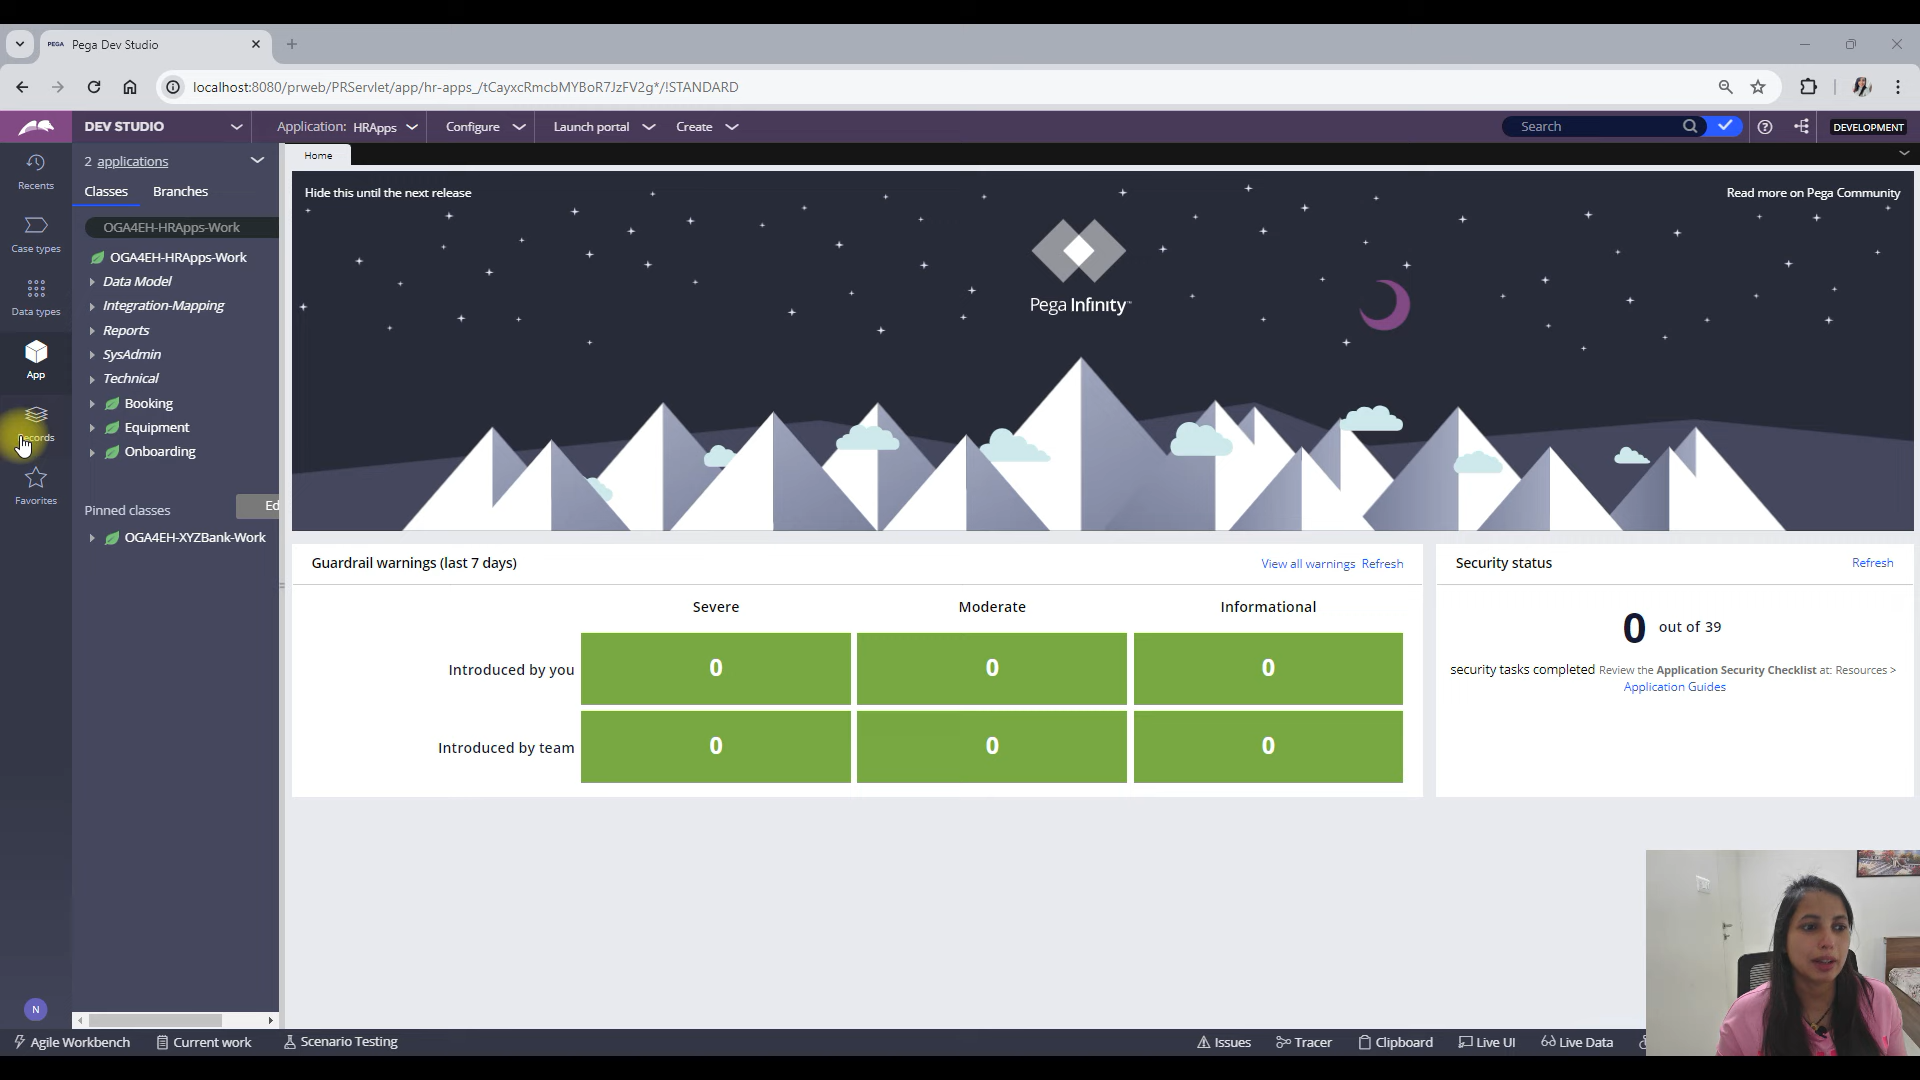 PEGA Pega Dev Studio
localhost:8080/prweb/PRServlet/app/hr-apps_/tCayxcRmcbMYBoR7JzFV2g*/!STANDARD
DEV STUDIO
Application: HRApps
Configure
Launch portal
Create
Search
DEVELOPMENT
Recents
Case types
Data types
App
Records
Favorites
N
2 applications
Classes
Branches
OGA4EH-HRApps-Work
OGA4EH-HRApps-Work
Data Model
Integration-Mapping
Reports
SysAdmin
Technical
Booking
Equipment
Onboarding
Pinned classes
Ed
OGA4EH-XYZBank-Work
Home
Hide this until the next release
Read more on Pega Community
Pega Infinity™
Guardrail warnings (last 7 days)
View all warnings Refresh
Severe Moderate Informational
Introduced by you 0 0 0
Introduced by team 0 0 0
Security status
Refresh
0 out of 39
security tasks completed Review the Application Security Checklist at: Resources >
Application Guides
Agile Workbench
Current work
Scenario Testing
Issues
Tracer
Clipboard
Live UI
Live Data